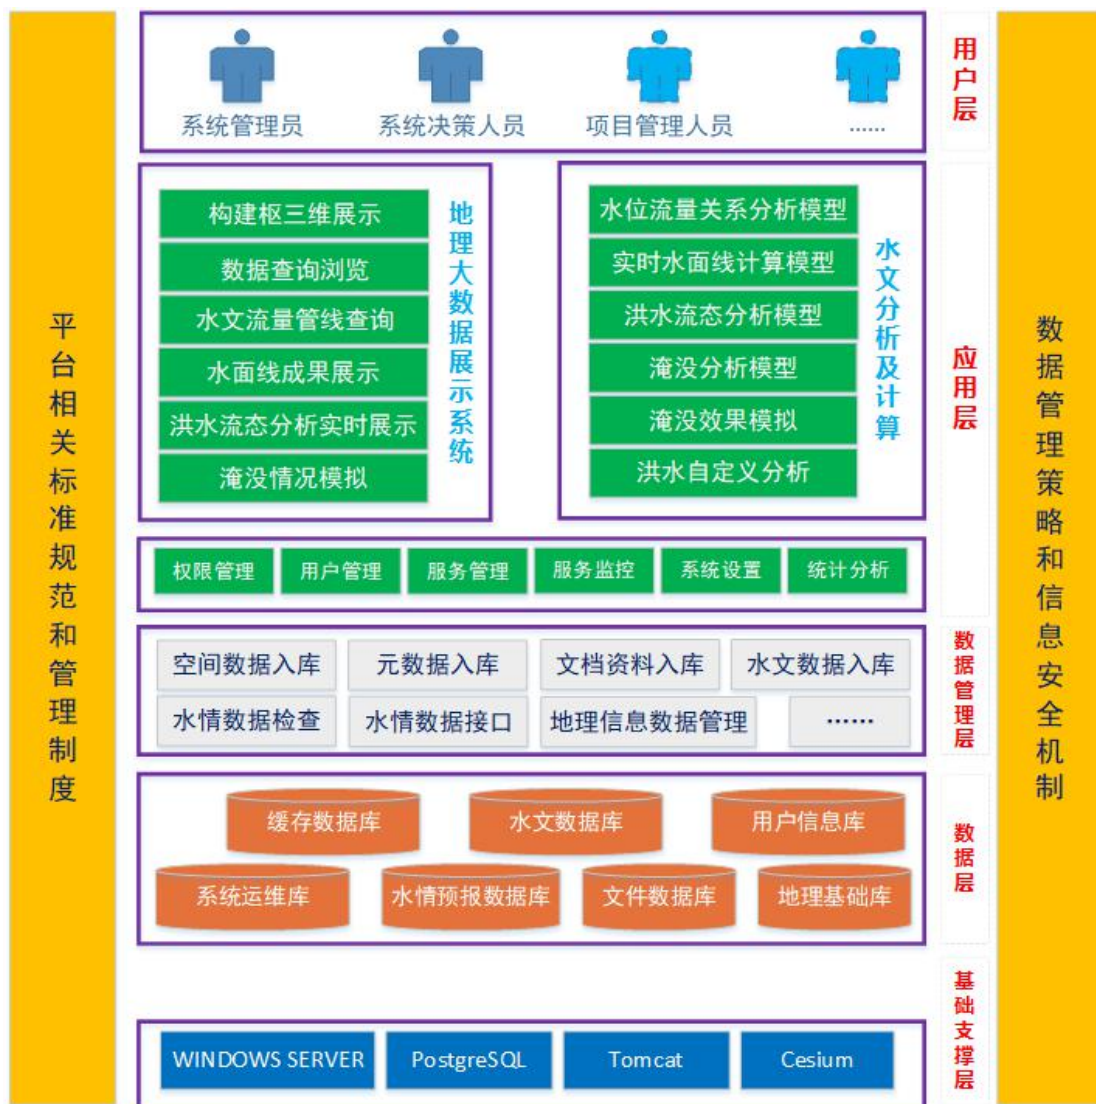 平台相关标准规范和管理制度
系统管理员
系统决策人员
项目管理人员
......
用户层
构建枢三维展示
数据查询浏览
水文流量管线查询
水面线成果展示
洪水流态分析实时展示
淹没情况模拟
地理大数据展示系统
水位流量关系分析模型
实时水面线计算模型
洪水流态分析模型
淹没分析模型
淹没效果模拟
洪水自定义分析
水文分析及计算
应用层
权限管理
用户管理
服务管理
服务监控
系统设置
统计分析
空间数据入库
元数据入库
文档资料入库
水文数据入库
水情数据检查
水情数据接口
地理信息数据管理
......
数据管理层
缓存数据库
水文数据库
用户信息库
系统运维库
水情预报数据库
文件数据库
地理基础库
数据层
WINDOWS SERVER
PostgreSQL
Tomcat
Cesium
基础支撑层
数据管理策略和信息安全机制